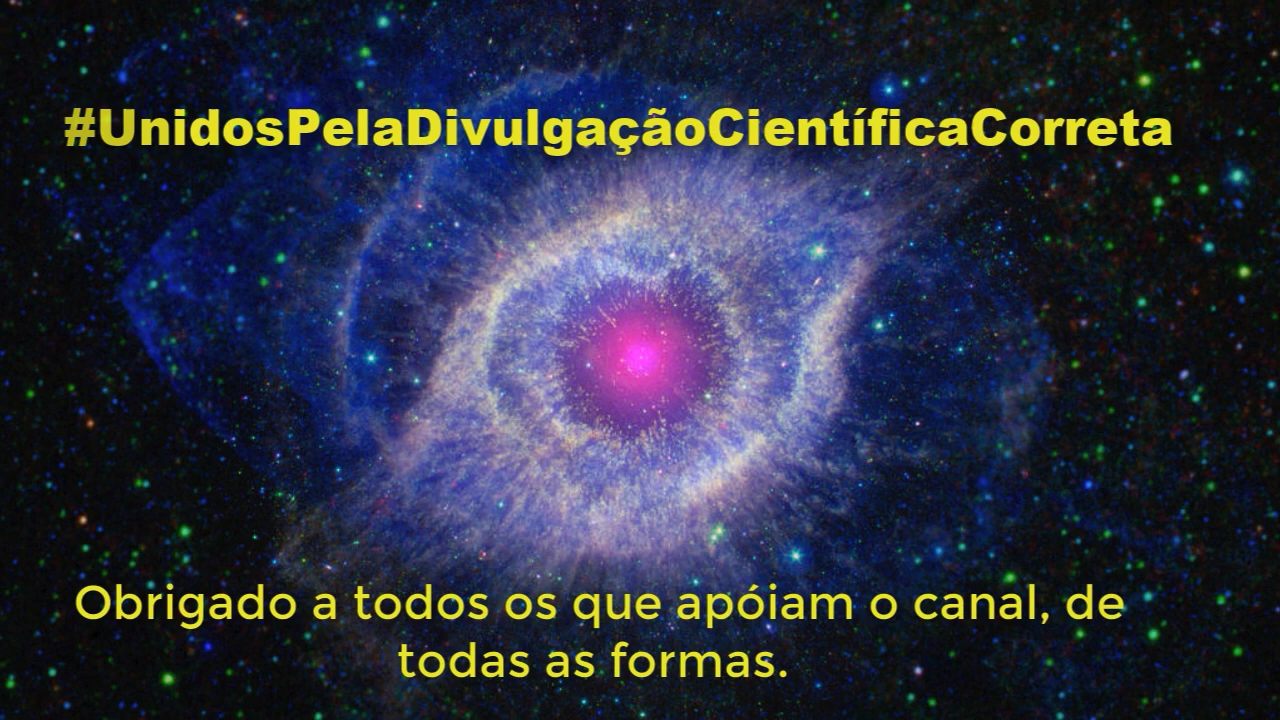 #UnidosPelaDivulgaçãoCientíficaCorreta
Obrigado a todos os que apóiam o canal, de
todas as formas.